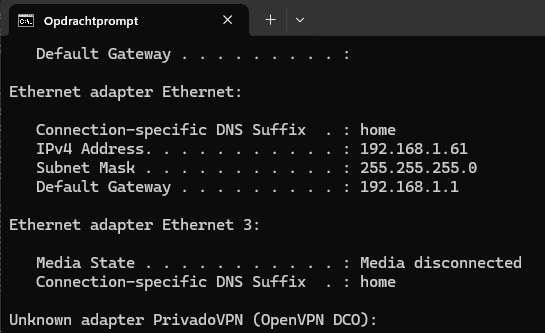 Opdrachtprompt
Default Gateway . . . . . . . . . :
Ethernet adapter Ethernet:
Connection-specific DNS Suffix  . : home
IPv4 Address. . . . . . . . . . . : 192.168.1.61
Subnet Mask . . . . . . . . . . . : 255.255.255.0
Default Gateway . . . . . . . . . : 192.168.1.1
Ethernet adapter Ethernet 3:
Media State . . . . . . . . . . . : Media disconnected
Connection-specific DNS Suffix  . : home
Unknown adapter PrivadoVPN (OpenVPN DCO):